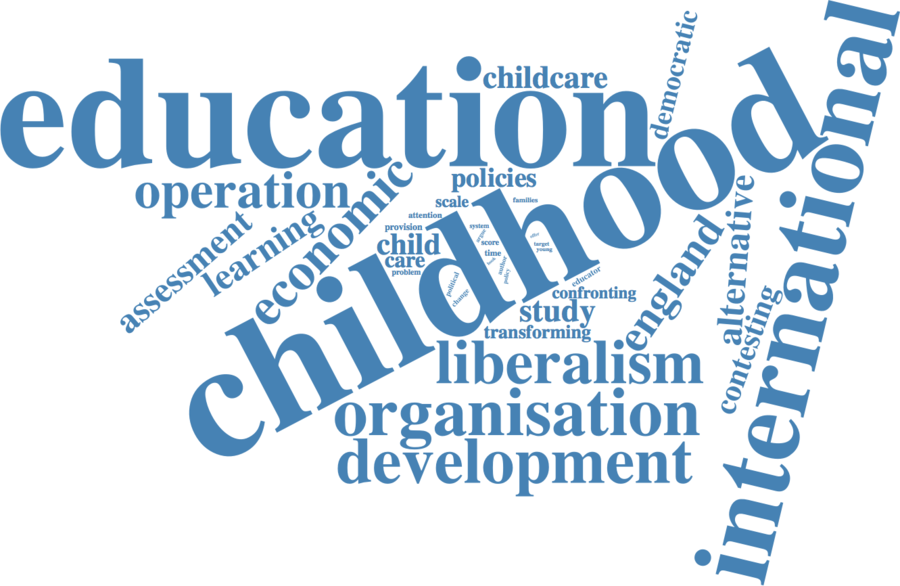 education
childcare
democratic
international
childhood
operation
economic
policies
scale
families
attention
provision
system
score
time
child
care
problem
target
young
author
policy
political
change
educator
confronting
study
transforming
assessment
learning
england
alternative
contesting
liberalism
organisation
development